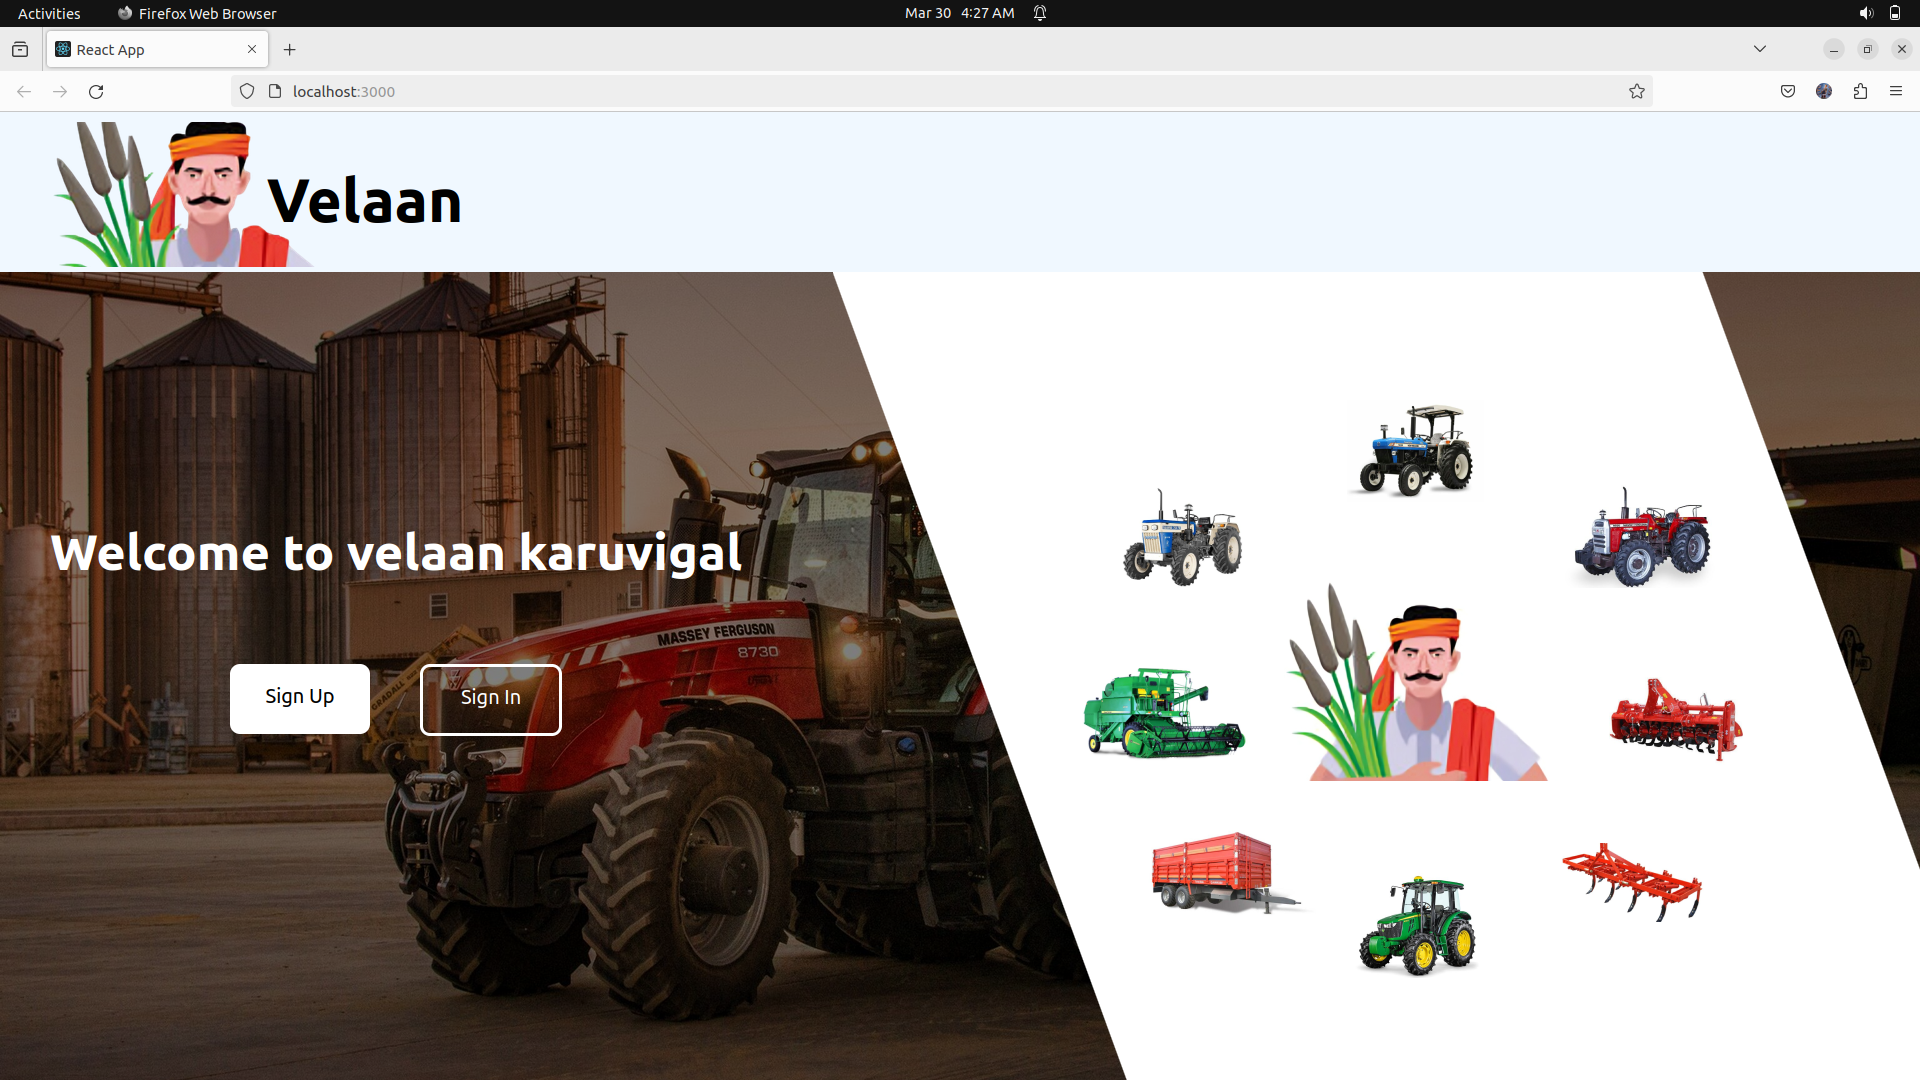 Activities
Firefox Web Browser
Mar 30 4:27 AM
React App
localhost:3000
Velaan
Welcome to velaan karuvigal
MASSEY FERGUSON
8730
Sign Up
Sign In